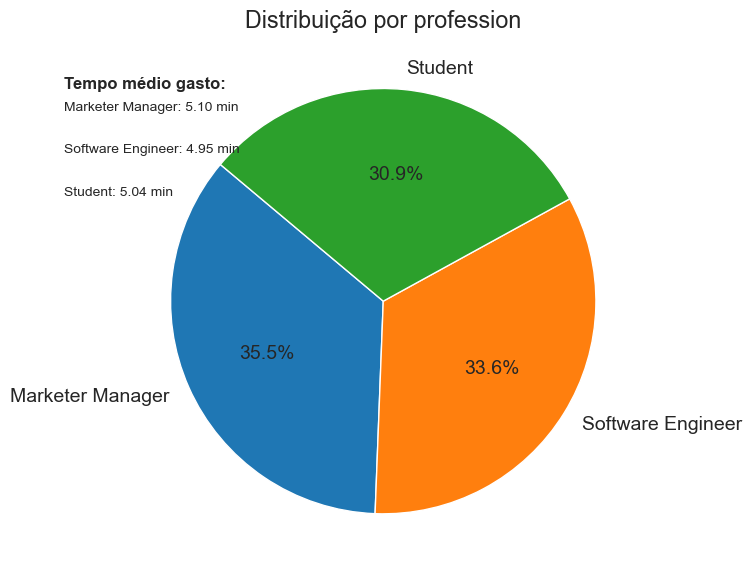 Distribuição por profession
Student
Tempo médio gasto:
Marketer Manager: 5.10 min
Software Engineer: 4.95 min
Student: 5.04 min
30.9%
35.5%
33.6%
Marketer Manager
Software Engineer